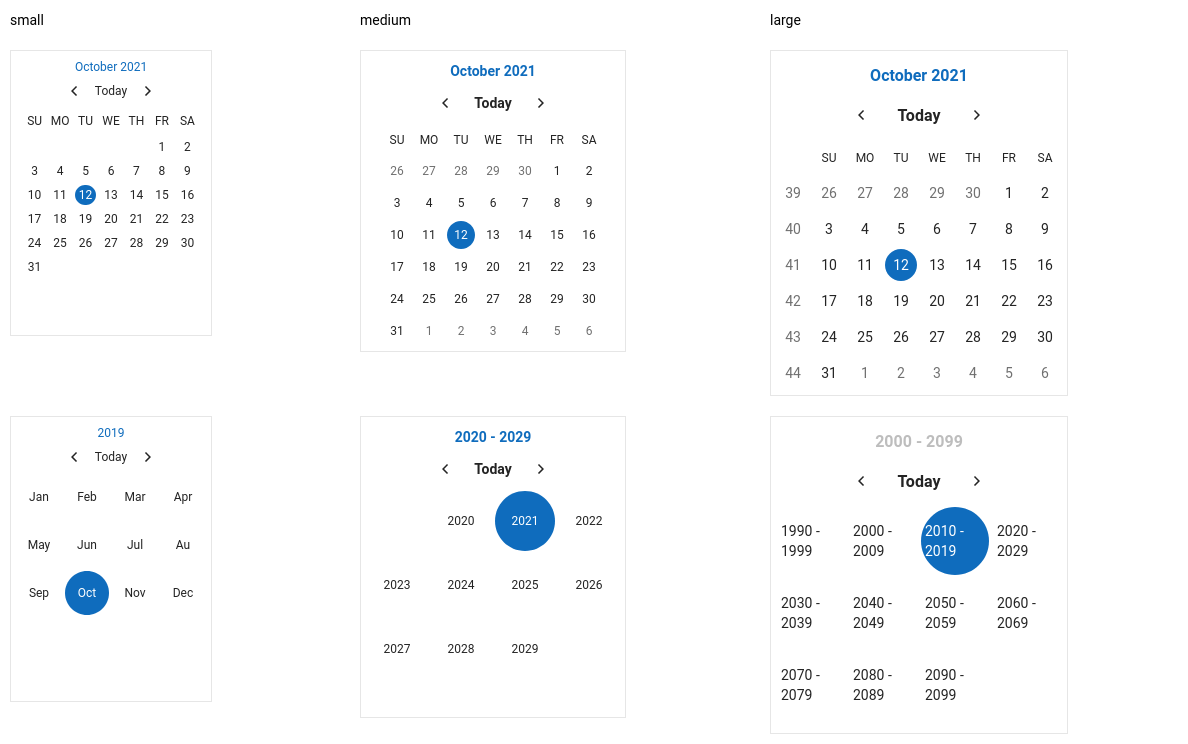 small
October 2021
Today
SU MO TU WE TH FR SA
1 2
3 4 5 6 7 8 9
10 11 12 13 14 15 16
17 18 19 20 21 22 23
24 25 26 27 28 29 30
31
medium
October 2021
Today
SU MO TU WE TH FR SA
26 27 28 29 30 1 2
3 4 5 6 7 8 9
10 11 12 13 14 15 16
17 18 19 20 21 22 23
24 25 26 27 28 29 30
31 1 2 3 4 5 6
large
October 2021
Today
SU MO TU WE TH FR SA
39 26 27 28 29 30 1 2
40 3 4 5 6 7 8 9
41 10 11 12 13 14 15 16
42 17 18 19 20 21 22 23
43 24 25 26 27 28 29 30
44 31 1 2 3 4 5 6
2019
Today
Jan Feb Mar Apr
May Jun Jul Au
Sep Oct Nov Dec
2020 - 2029
Today
2020 2021 2022
2023 2024 2025 2026
2027 2028 2029
2000 - 2099
Today
1990 - 2000 - 2010 - 2020 -
1999 2009 2019 2029
2030 - 2040 - 2050 - 2060 -
2039 2049 2059 2069
2070 - 2080 - 2090 -
2079 2089 2099